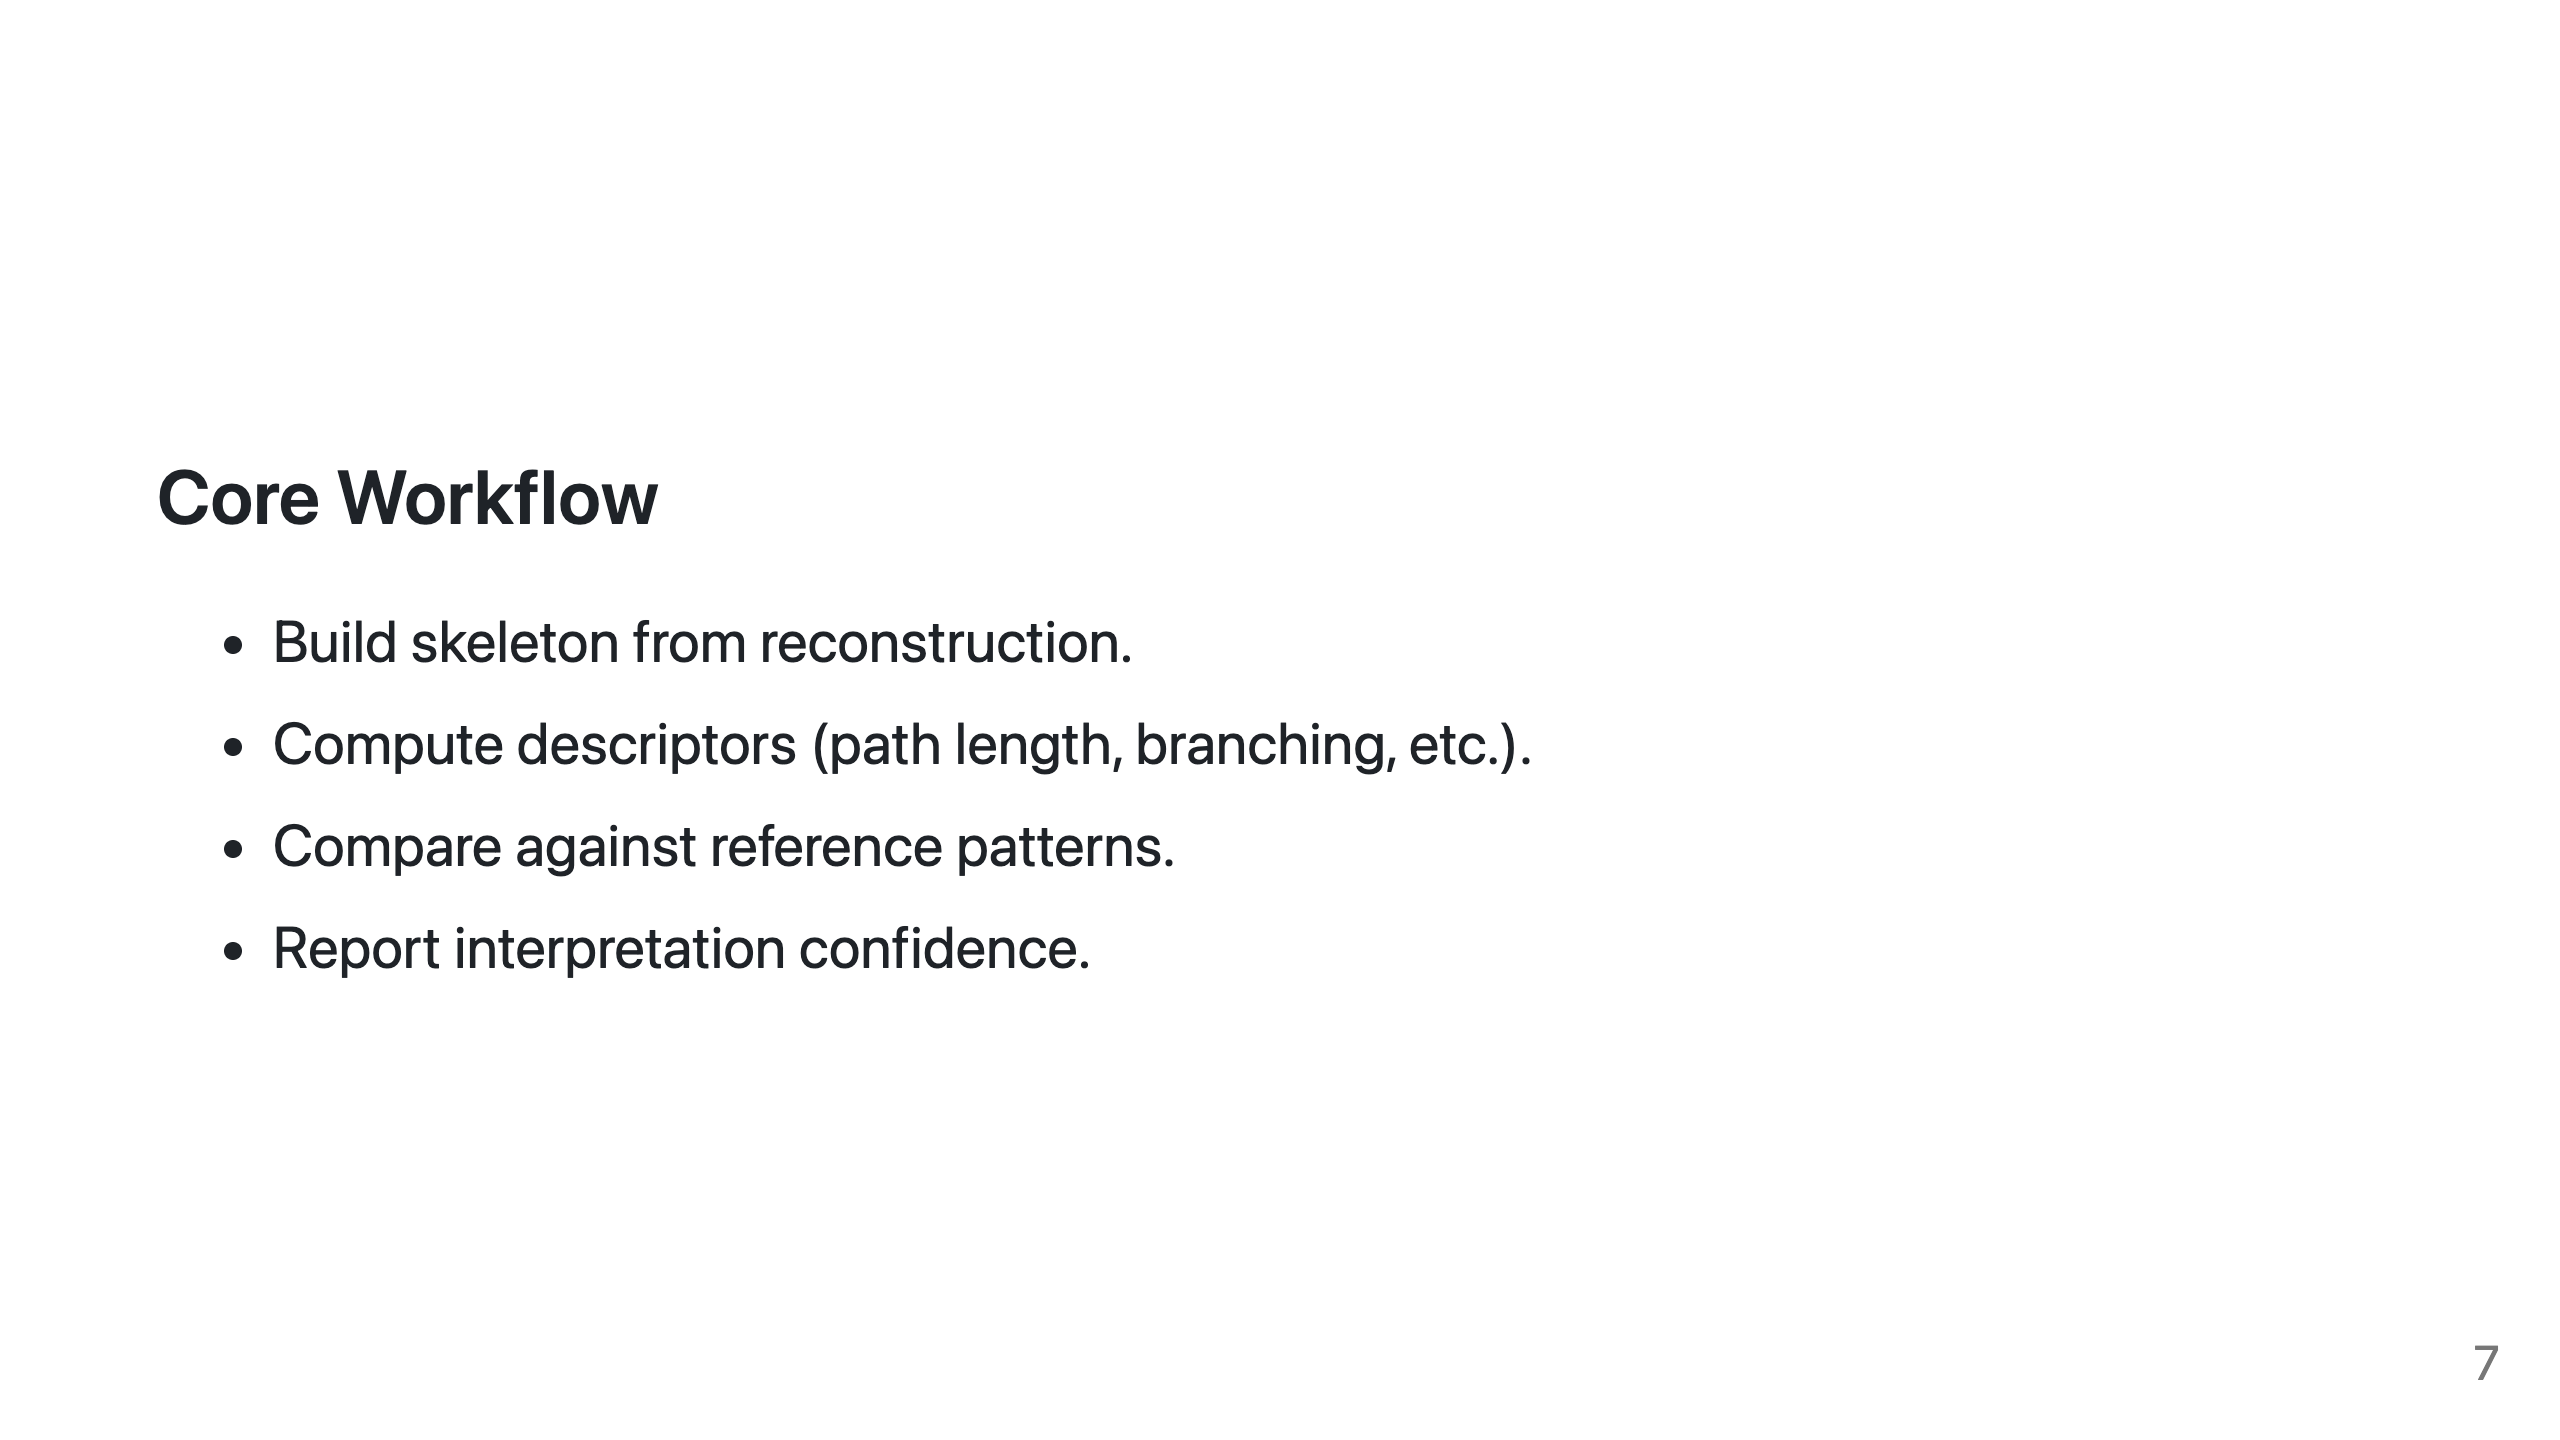 Core Workflow
• Build skeleton from reconstruction.
• Compute descriptors (path length, branching, etc.).
• Compare against reference patterns.
• Report interpretation confidence.
7